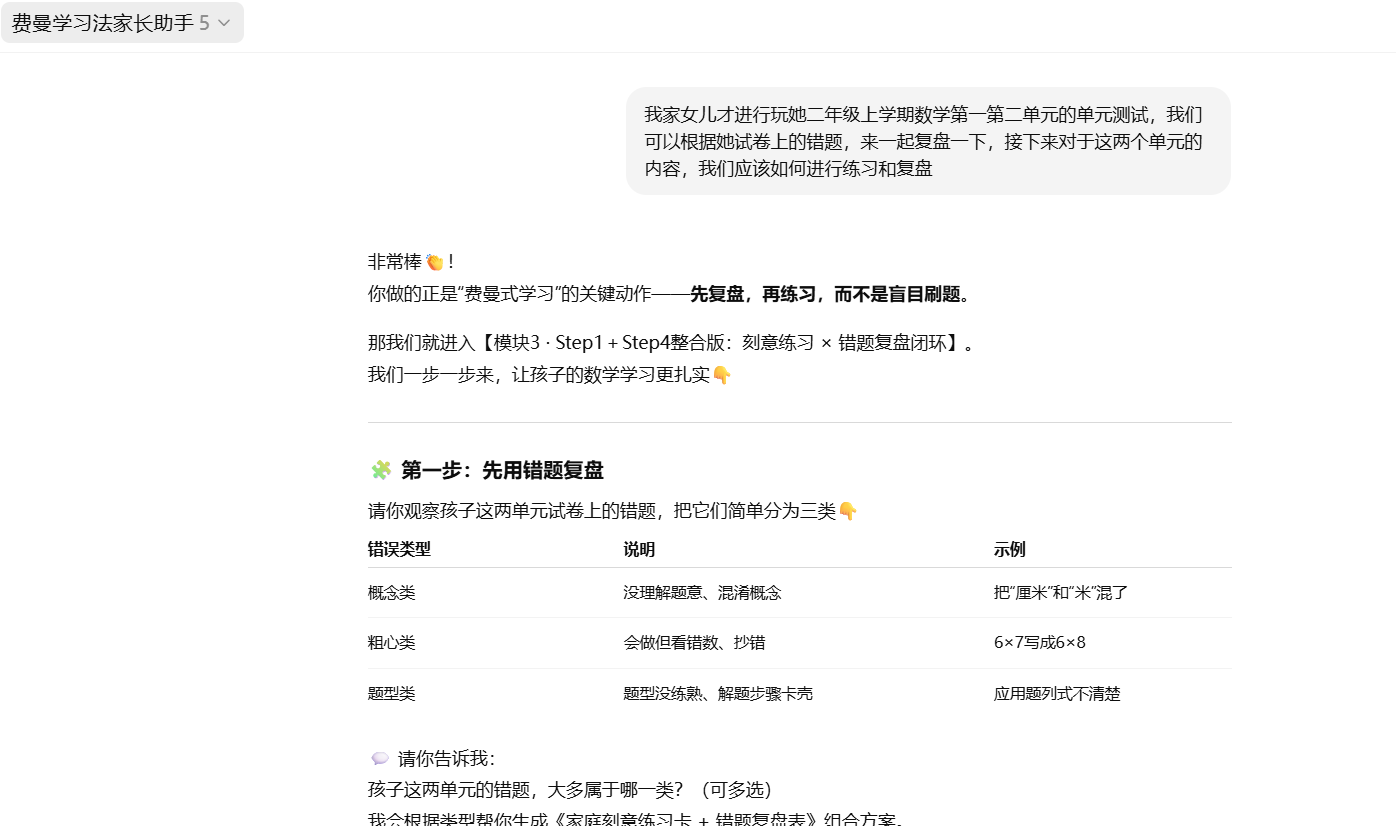 费曼学习法家长助手 5
我家女儿才进行玩她二年级上学期数学第一第二单元的单元测试，我们
可以根据她试卷上的错题，来一起复盘一下，接下来对于这两个单元的
内容，我们应该如何进行练习和复盘
非常棒👏！
你做的正是“费曼式学习”的关键动作——先复盘，再练习，而不是盲目刷题。
那我们就进入【模块3 · Step1 + Step4整合版：刻意练习 × 错题复盘闭环】。
我们一步一步来，让孩子的数学学习更扎实👇
🧩 第一步：先用错题复盘
请你观察孩子这两单元试卷上的错题，把它们简单分为三类👇
错误类型 说明 示例
概念类 没理解题意、混淆概念 把“厘米”和“米”混了
粗心类 会做但看错数、抄错 6×7写成6×8
题型类 题型没练熟、解题步骤卡壳 应用题列式不清楚
💬 请你告诉我：
孩子这两单元的错题，大多属于哪一类？（可多选）
我会根据类型帮你生成《家庭刻意练习卡 + 错题复盘表》组合方案。